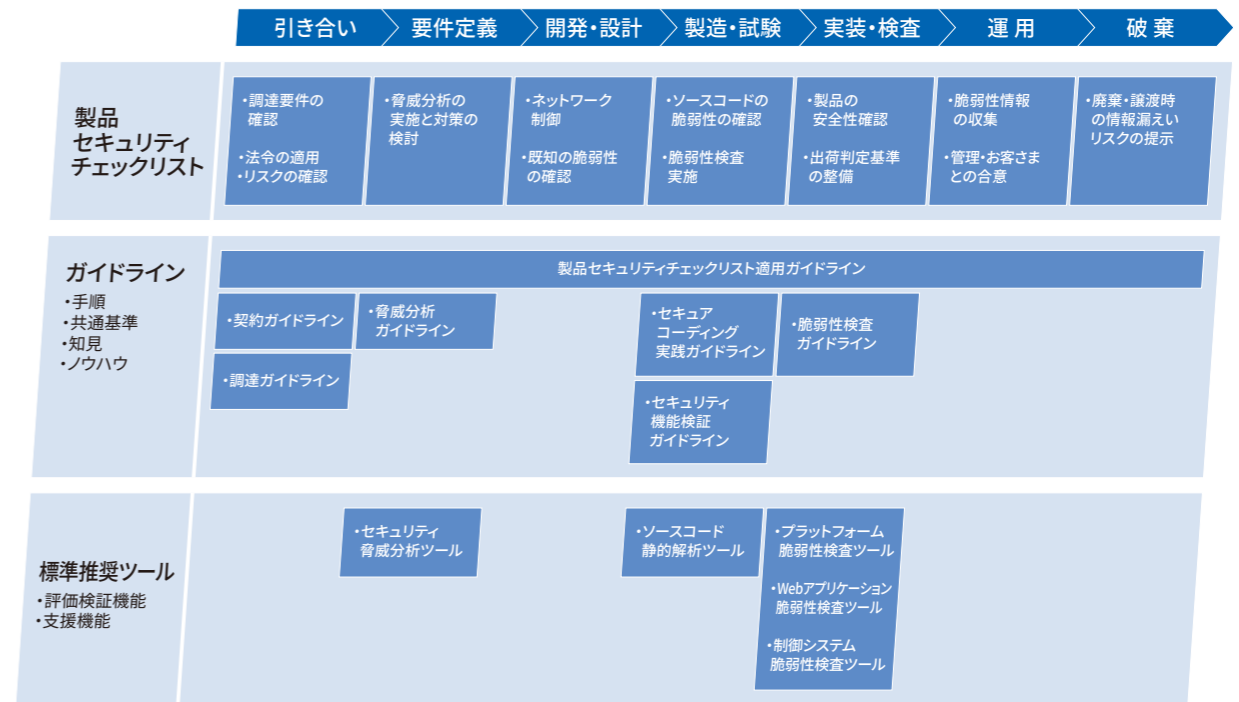 引き合い
要件定義
開発・設計
製造・試験
実装・検査
運用
破棄
製品
セキュリティ
チェックリスト
・調達要件の
確認
・法令の適用
・リスクの確認
・脅威分析の
実施と対策の
検討
・ネットワーク
制御
・既知の脆弱性
の確認
・ソースコードの
脆弱性の確認
・脆弱性検査
実施
・製品の
安全性確認
・出荷判定基準
の整備
・脆弱性情報
の収集
・管理・お客さま
との合意
・廃棄・譲渡時
の情報漏えい
リスクの提示
ガイドライン
・手順
・共通基準
・知見
・ノウハウ
製品セキュリティチェックリスト適用ガイドライン
・契約ガイドライン
・調達ガイドライン
・脅威分析
ガイドライン
・セキュア
コーディング
実践ガイドライン
・セキュリティ
機能検証
ガイドライン
・脆弱性検査
ガイドライン
標準推奨ツール
・評価検証機能
・支援機能
・セキュリティ
脅威分析ツール
・ソースコード
静的解析ツール
・プラットフォーム
脆弱性検査ツール
・Webアプリケーション
脆弱性検査ツール
・制御システム
脆弱性検査ツール